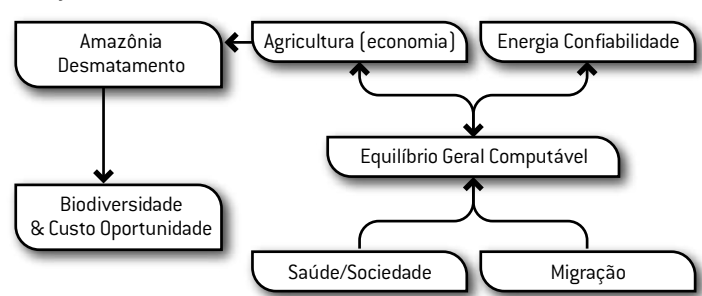 Amazônia
Desmatamento
Agricultura (economia)
Energia Confiabilidade
Equilíbrio Geral Computável
Biodiversidade
& Custo Oportunidade
Saúde/Sociedade
Migração